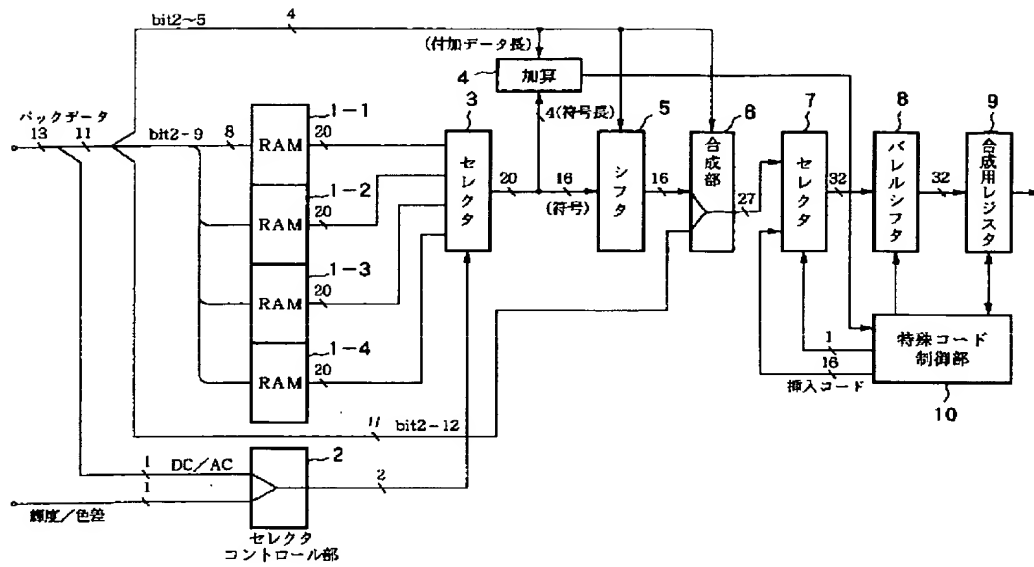 bit2~5
4
(付加データ長)
4
加算
パックデータ
13
11
bit2-9
8
1-1
RAM
20
3
セレクタ
4(符号長)
20
16
(符号)
5
シフタ
16
6
合成部
27
7
セレクタ
32
8
バレルシフタ
32
9
合成用レジスタ
1-2
RAM
20
1-3
RAM
20
1-4
RAM
20
1
16
挿入コード
特殊コード
制御部
10
11
bit2-12
1
DC/AC
2
2
1
輝度/色差
セレクタ
コントロール部